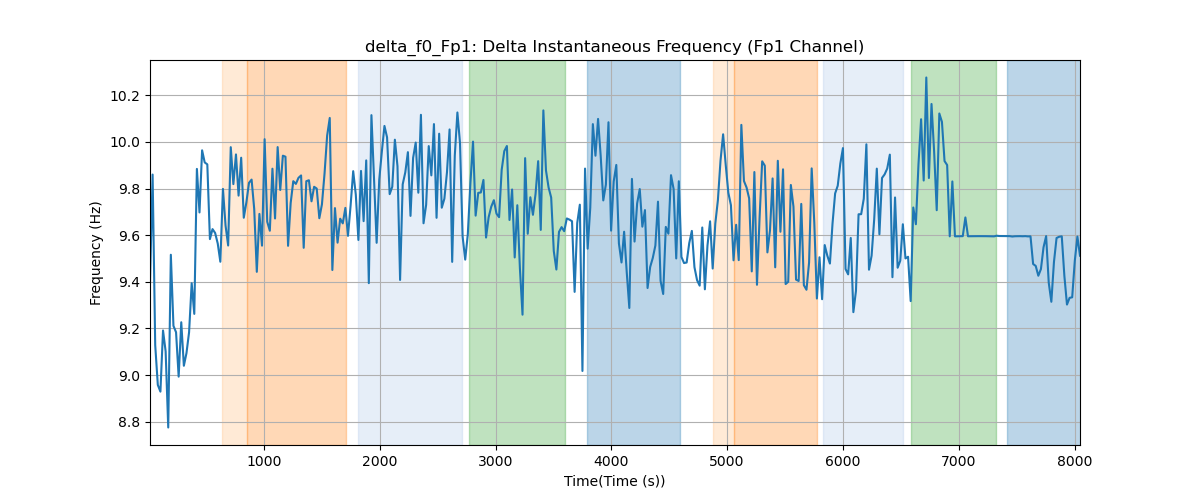 delta_f0_Fp1: Delta Instantaneous Frequency (Fp1 Channel)
Frequency (Hz)
10.2
10.0
9.8
9.6
9.4
9.2
9.0
8.8
1000 2000 3000 4000 5000 6000 7000 8000
Time(Time (s))